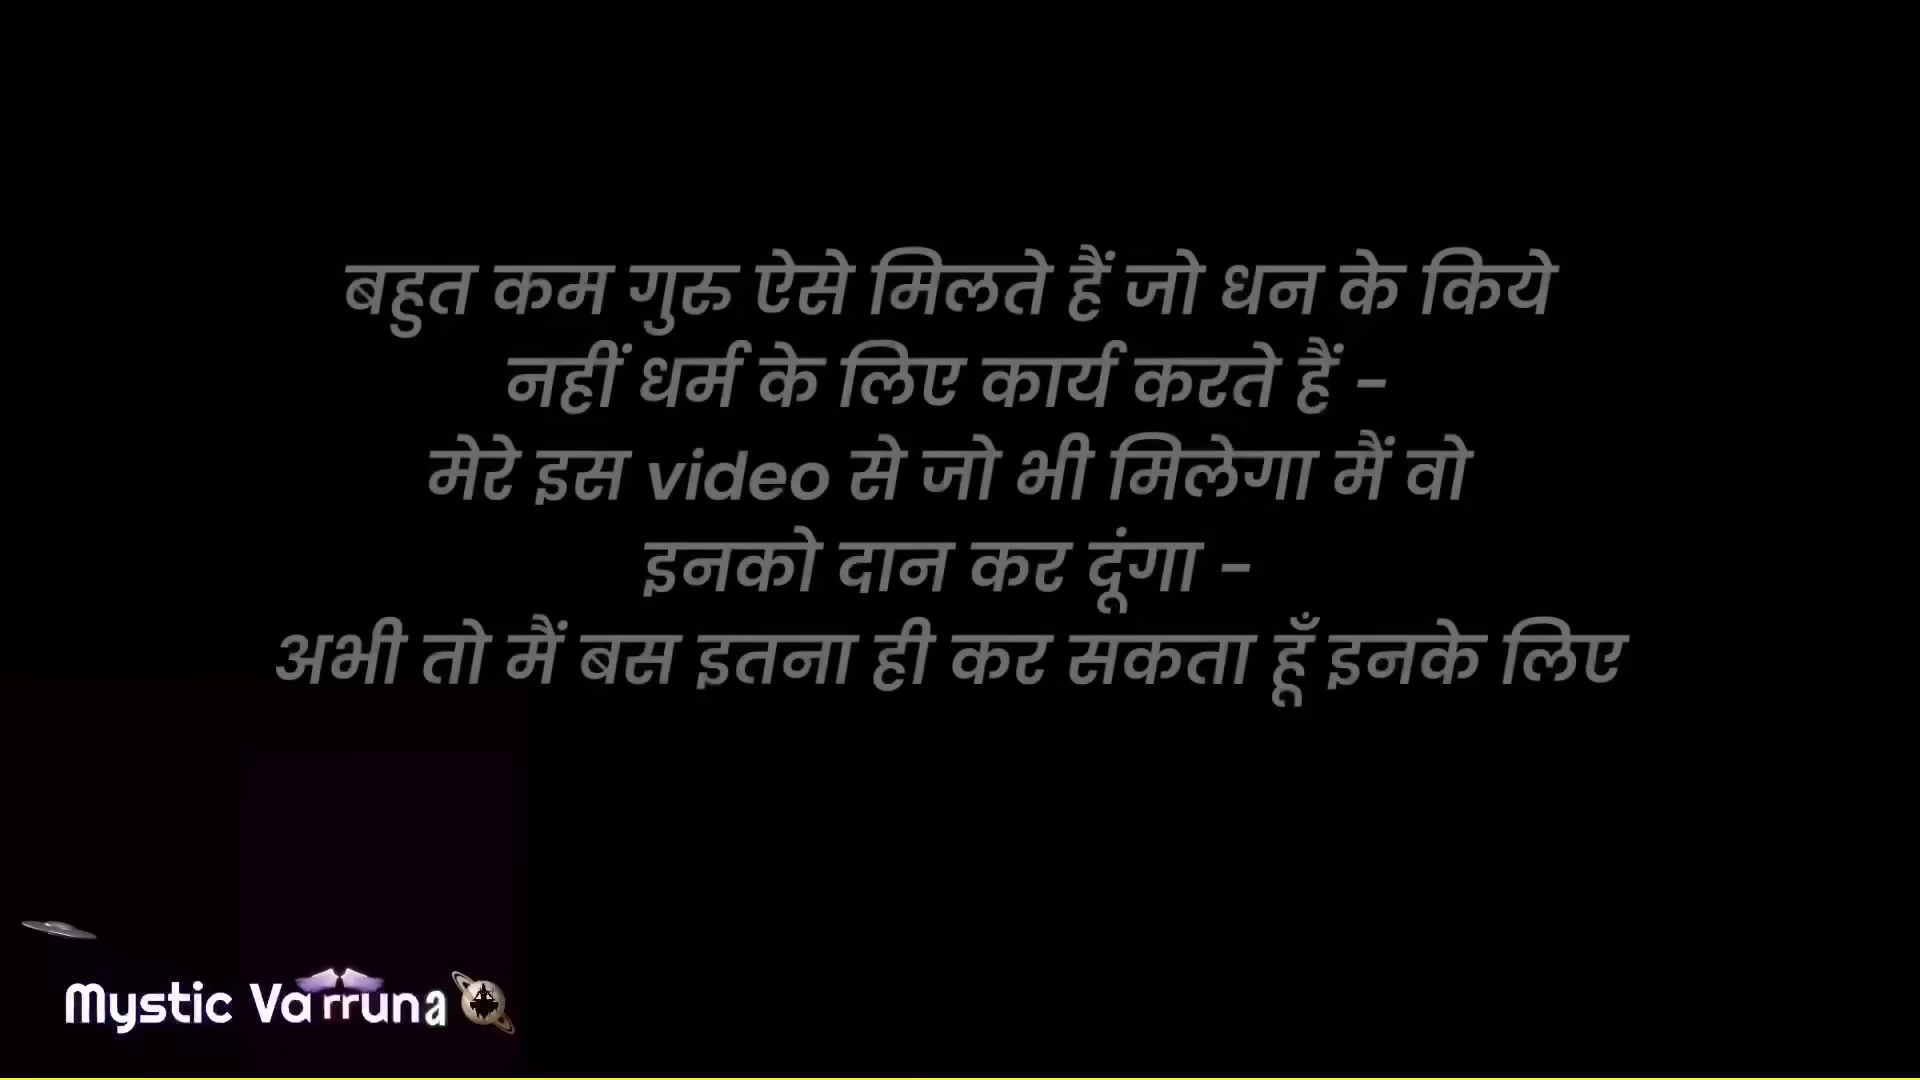 बहुत कम गुरु ऐसे मिलते हैं जो धन के किये
नहीं धर्म के लिए कार्य करते हैं -
मेरे इस video से जो भी मिलेगा मैं वो
इनको दान कर दूंगा -
अभी तो मैं बस इतना ही कर सकता हूँ इनके लिए
Mystic Varruna